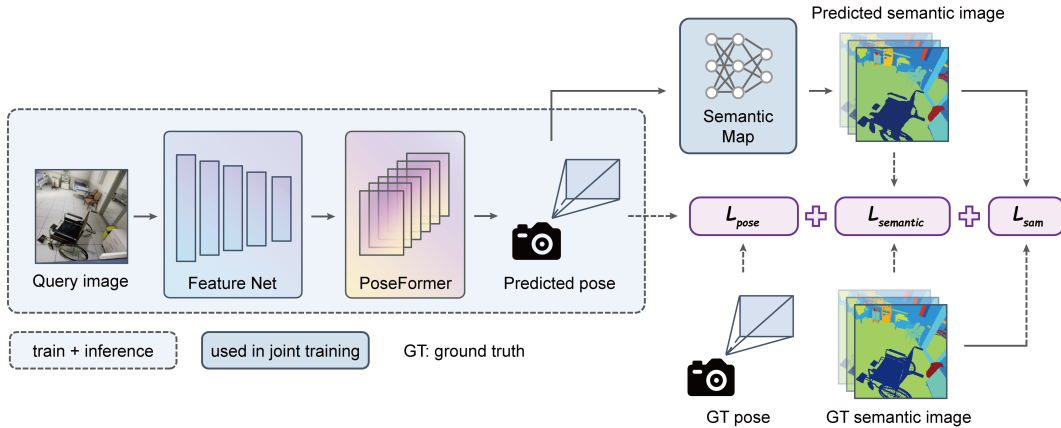 Predicted semantic image
Semantic
Map
Query image
Feature Net
PoseFormer
Predicted pose
L_pose
L_semantic
L_sam
train + inference
used in joint training
GT: ground truth
GT pose
GT semantic image